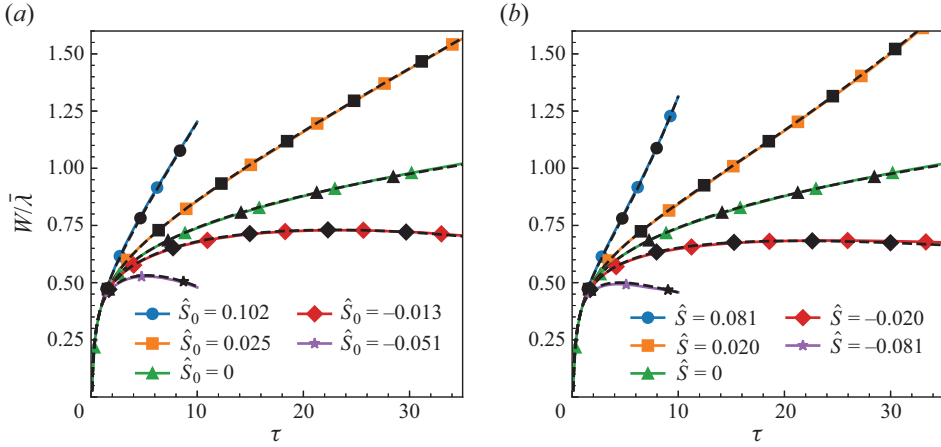 (a)
(b)
W/λ̄
1.50
1.25
1.00
0.75
0.50
0.25
0
10
20
30
τ
Ŝ₀ = 0.102
Ŝ₀ = 0.025
Ŝ₀ = 0
Ŝ₀ = –0.013
Ŝ₀ = –0.051
1.50
1.25
1.00
0.75
0.50
0.25
0
10
20
30
τ
Ŝ = 0.081
Ŝ = 0.020
Ŝ = 0
Ŝ = –0.020
Ŝ = –0.081